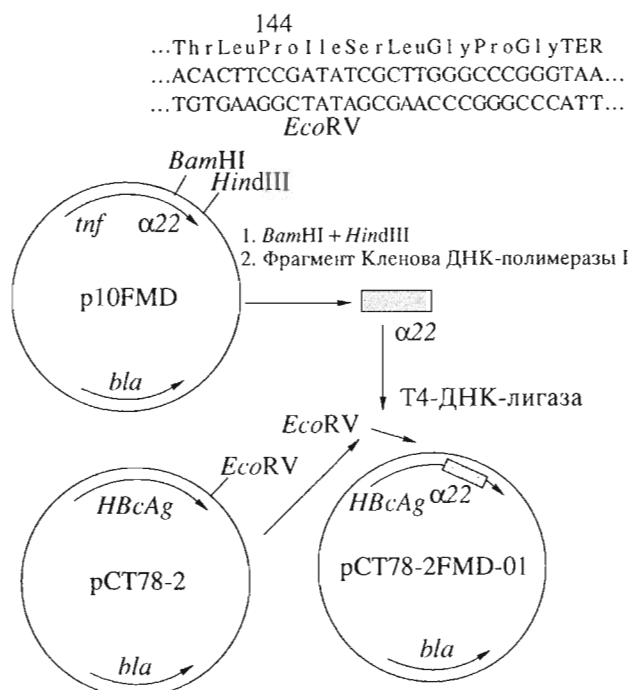 144
...ThrLeuProIleSerLeuGlyProGlyTER
...ACACTTCCGATATCGCTTGGGCCCGGGTAA...
...TGTGAAGGCTATAGCGAACCCGGGCCCATT...
EcoRV
BamHI
HindIII
tnf α22
p10FMD
bla
1. BamHI + HindIII
2. Фрагмент Кленова ДНК-полимеразы I
α22
Т4-ДНК-лигаза
EcoRV
EcoRV
HBcAg
pCT78-2
bla
HBcAg α22
pCT78-2FMD-01
bla